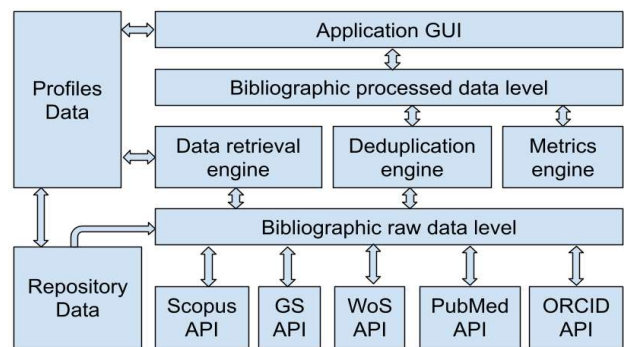 Application GUI
Profiles
Data
Bibliographic processed data level
Data retrieval
engine
Deduplication
engine
Metrics
engine
Bibliographic raw data level
Repository
Data
Scopus
API
GS
API
WoS
API
PubMed
API
ORCID
API